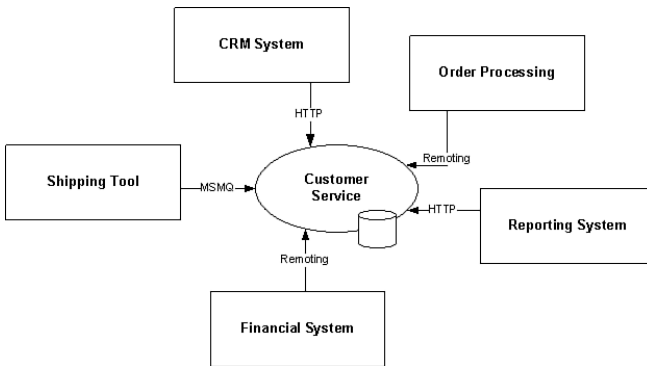 CRM System
Order Processing
HTTP
Remoting
Shipping Tool
MSMQ
Customer
Service
HTTP
Reporting System
Remoting
Financial System